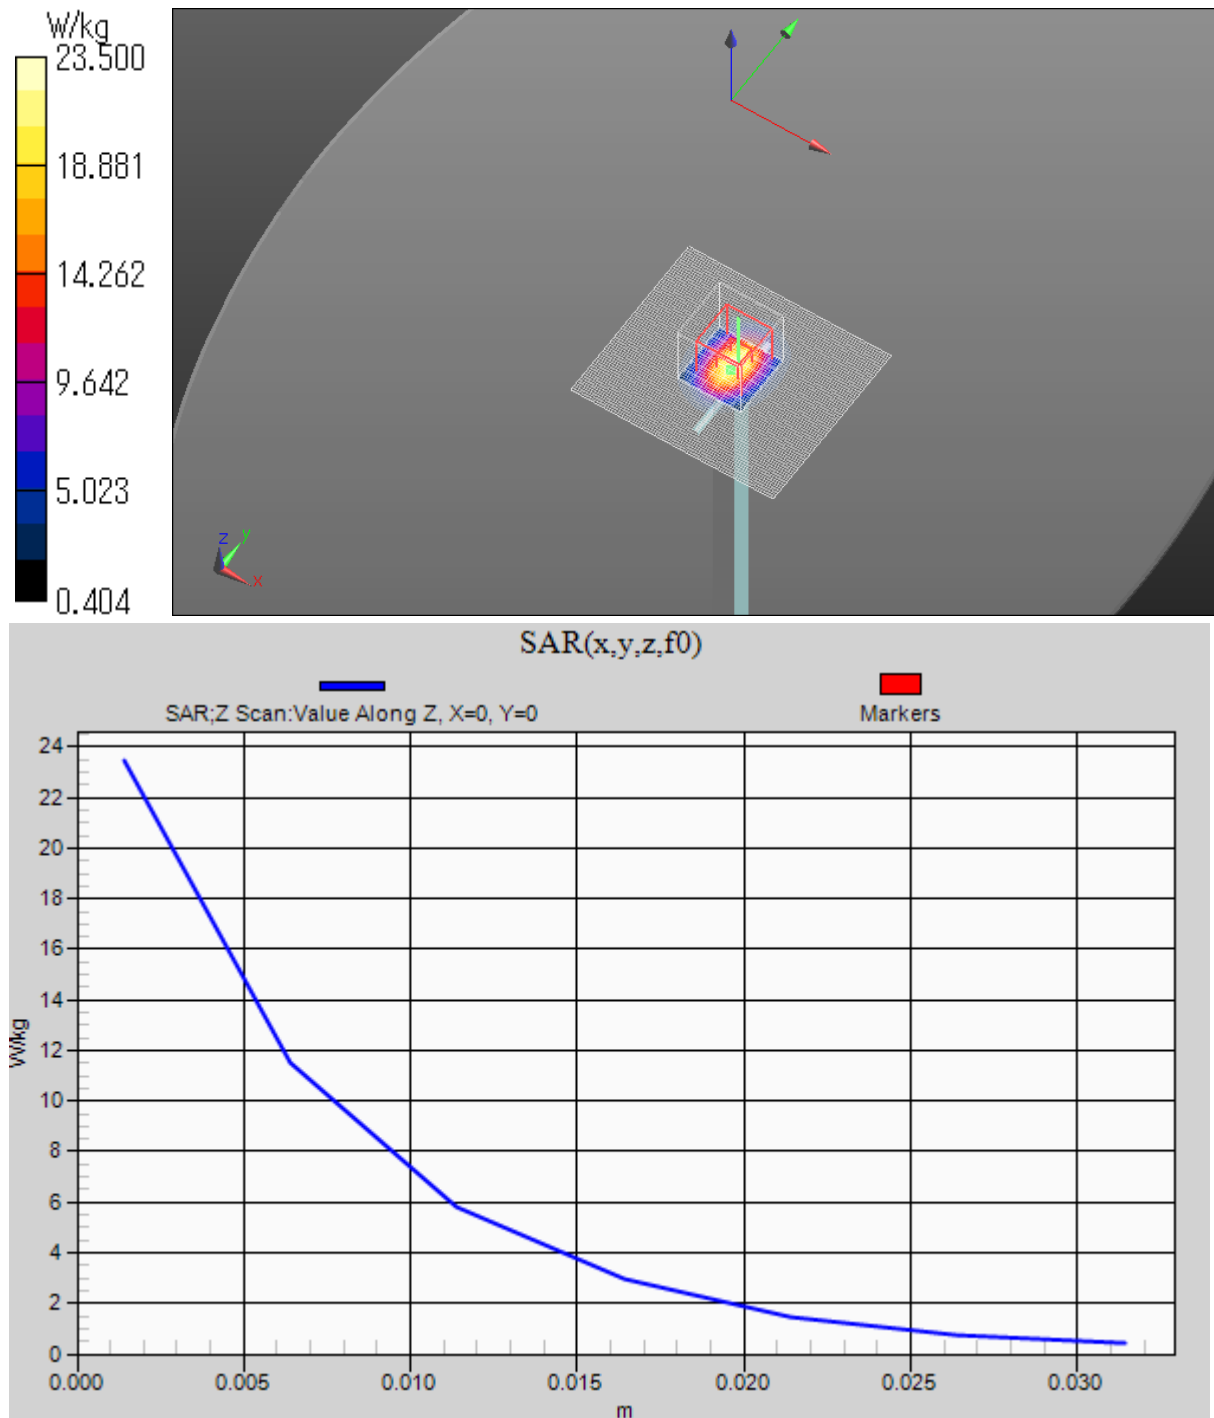 W/kg
23.500
18.881
14.262
9.642
5.023
0.404
z
y
x
SAR(x,y,z,f0)
SAR;Z Scan:Value Along Z, X=0, Y=0
Markers
24
22
20
18
16
14
12
10
8
6
4
2
0
W/kg
0.000 0.005 0.010 0.015 0.020 0.025 0.030
m